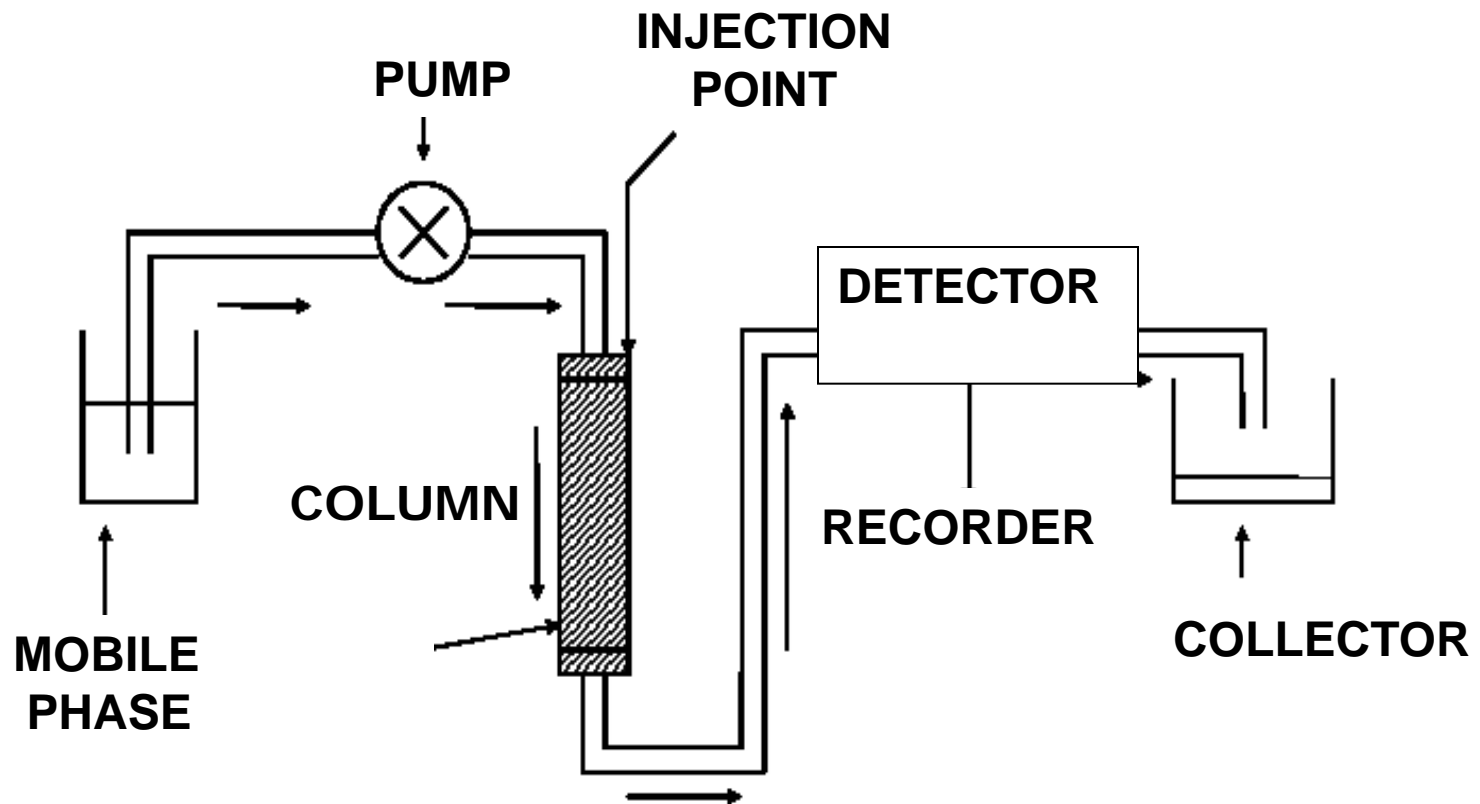 INJECTION
POINT
PUMP
DETECTOR
COLUMN
RECORDER
MOBILE
PHASE
COLLECTOR